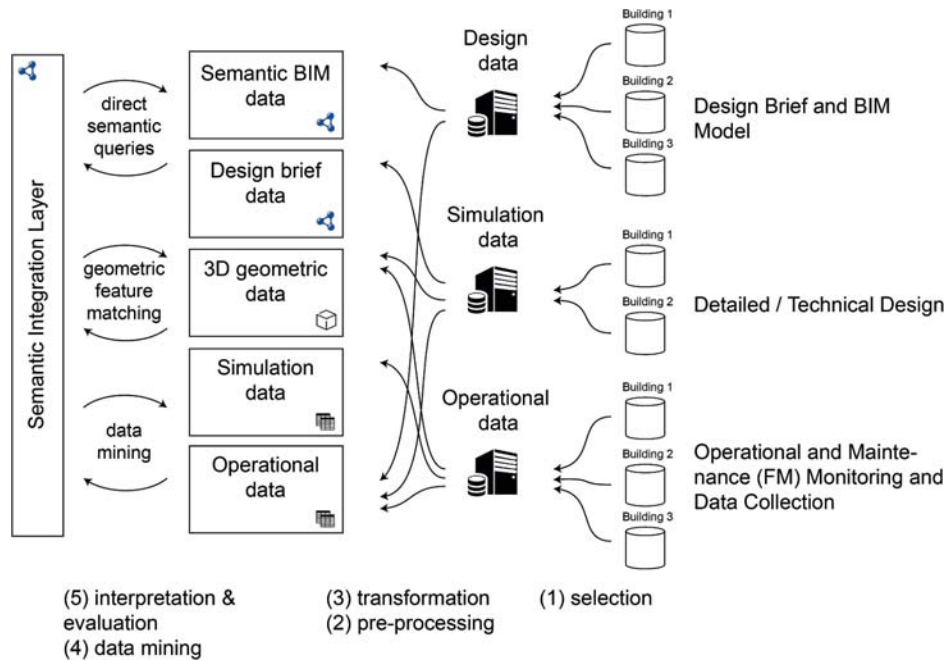 Semantic Integration Layer
direct
semantic
queries
geometric
feature
matching
data
mining
Semantic BIM
data
Design brief
data
3D geometric
data
Simulation
data
Operational
data
Design
data
Simulation
data
Operational
data
Building 1
Building 2
Building 3
Design Brief and BIM
Model
Building 1
Building 2
Detailed / Technical Design
Building 1
Building 2
Building 3
Operational and Mainte-
nance (FM) Monitoring and
Data Collection
(5) interpretation &
evaluation
(4) data mining
(3) transformation
(2) pre-processing
(1) selection